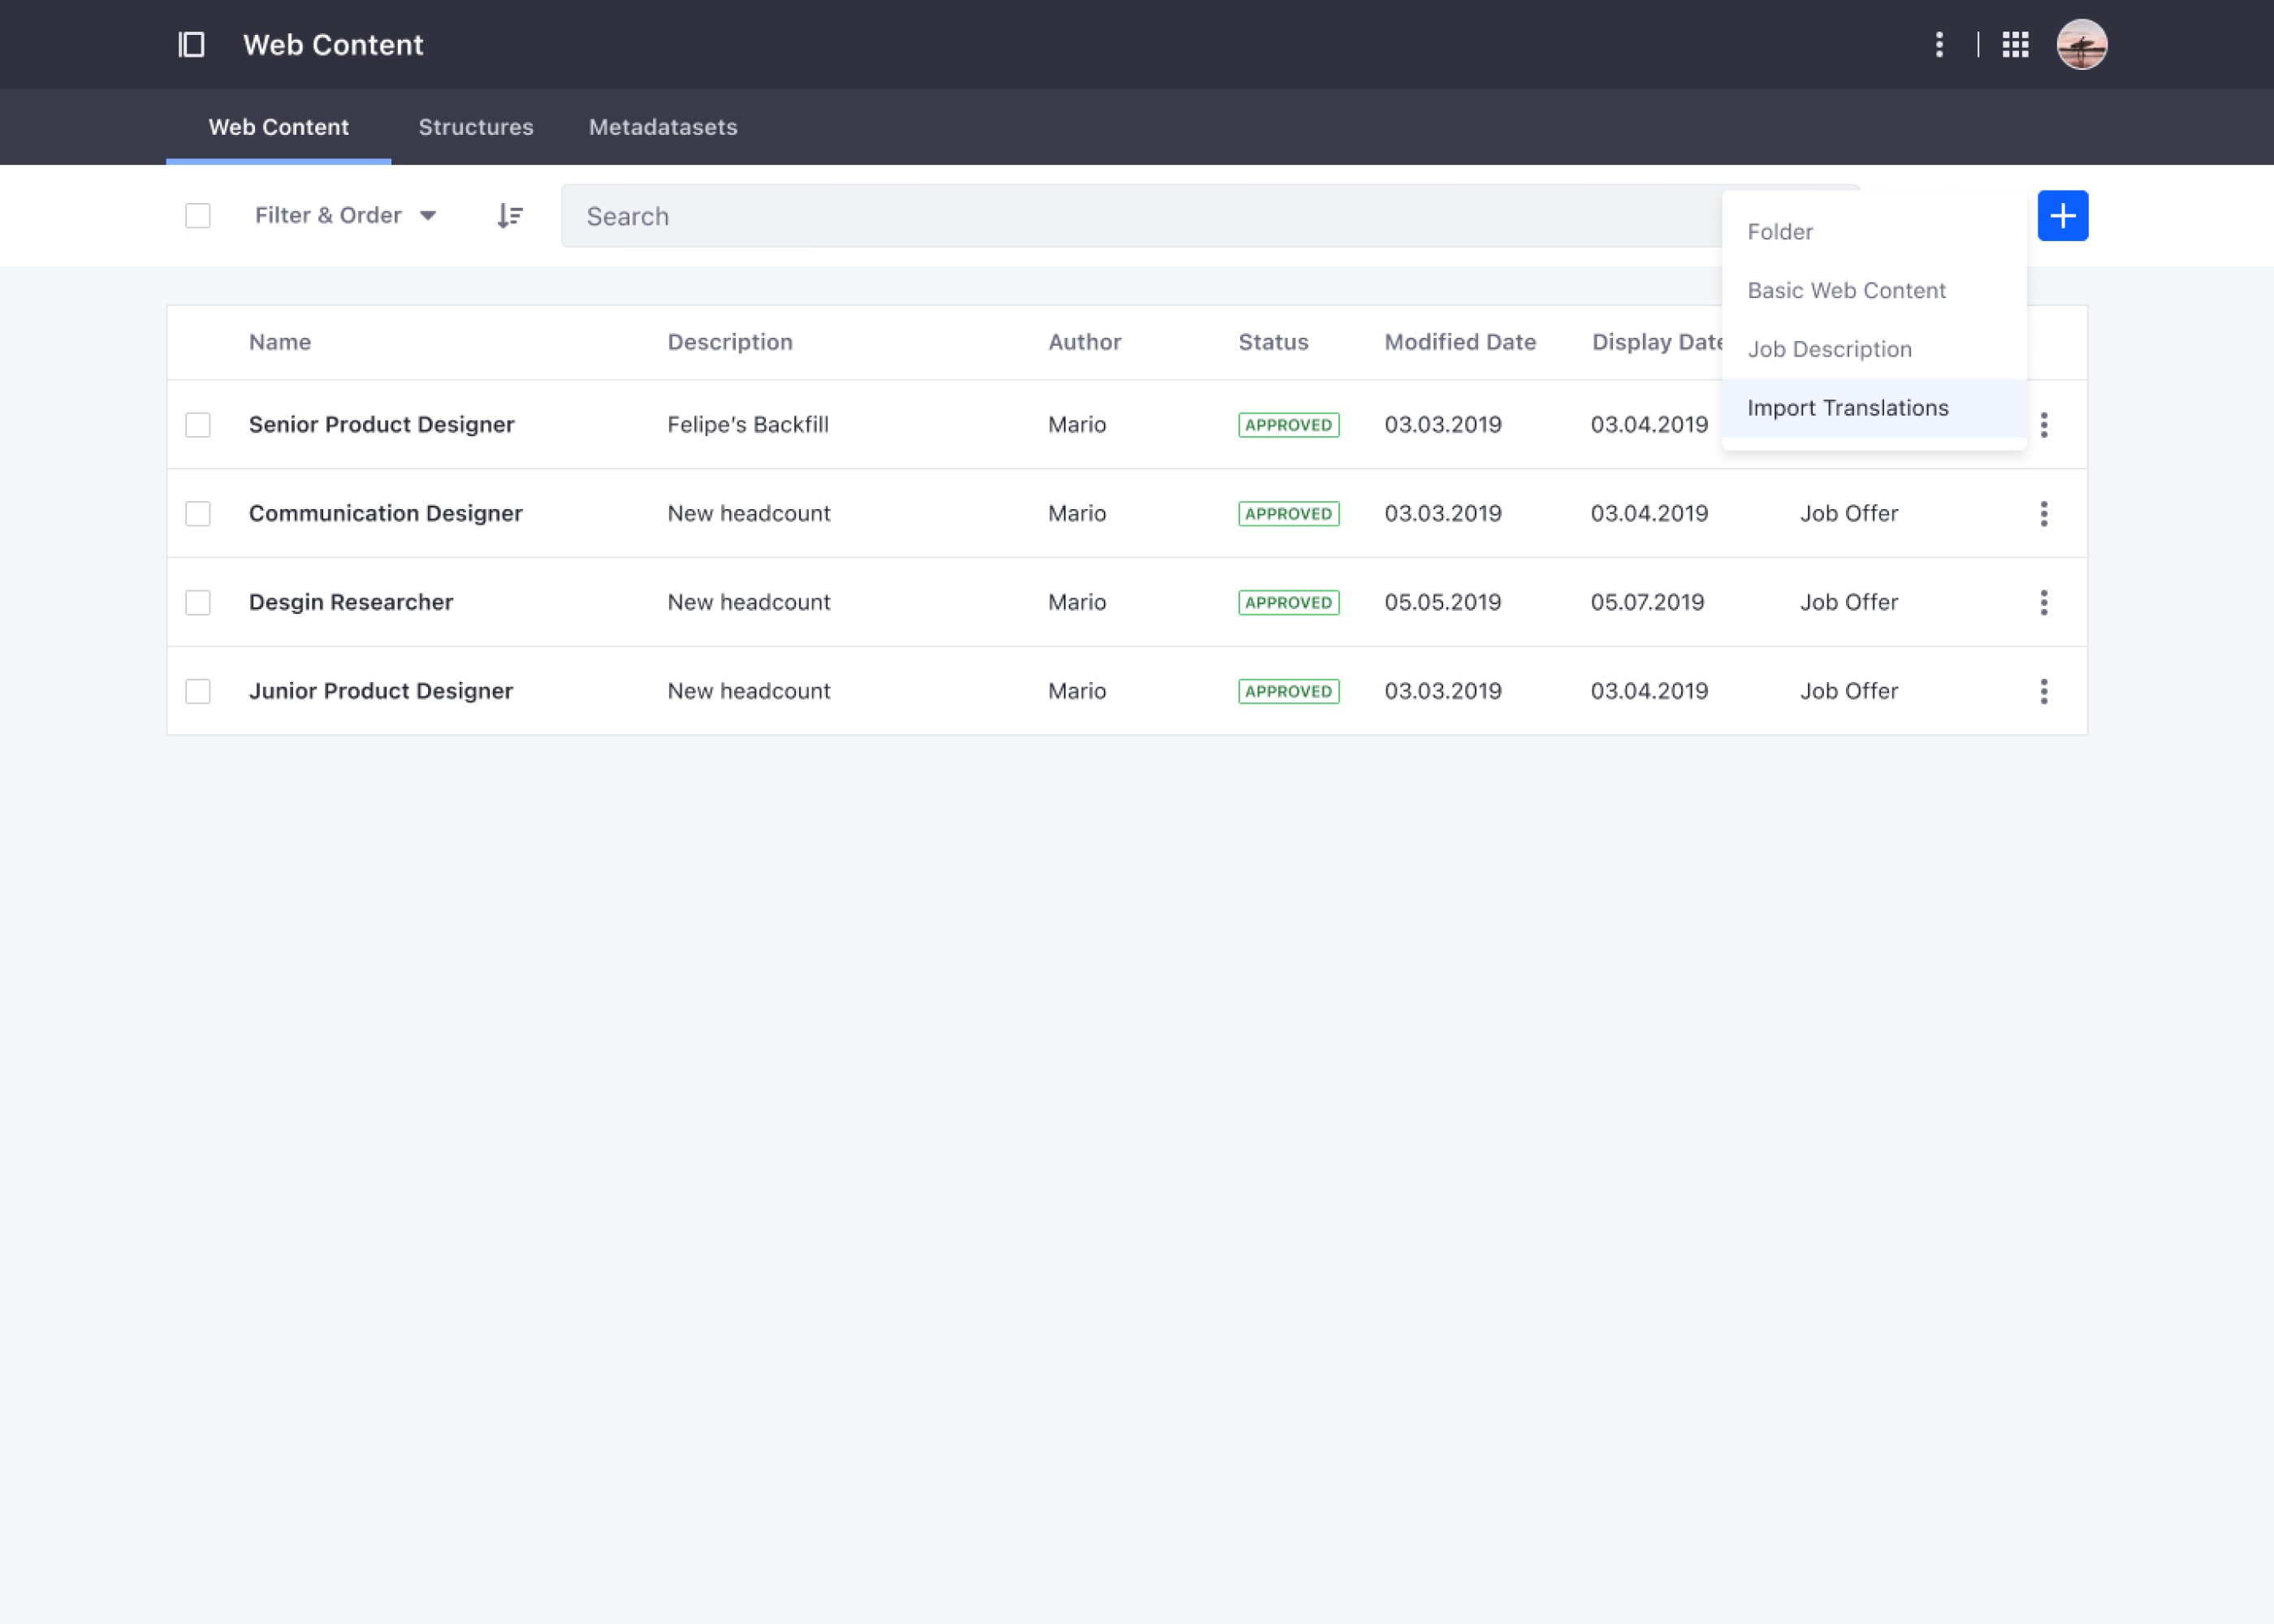 Web Content
Web Content Structures Metadatasets
Filter & Order Search
Folder
Basic Web Content
Job Description
Import Translations
Name Description Author Status Modified Date Display Date
Senior Product Designer Felipe's Backfill Mario APPROVED 03.03.2019 03.04.2019
Communication Designer New headcount Mario APPROVED 03.03.2019 03.04.2019 Job Offer
Desgin Researcher New headcount Mario APPROVED 05.05.2019 05.07.2019 Job Offer
Junior Product Designer New headcount Mario APPROVED 03.03.2019 03.04.2019 Job Offer